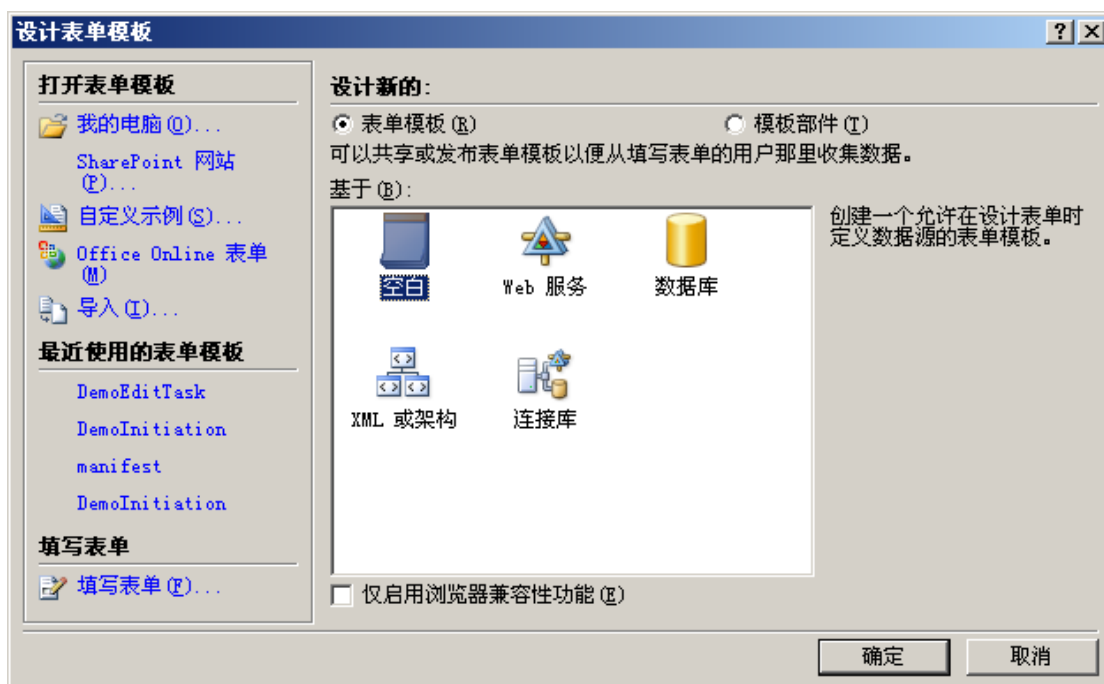 设计表单模板
打开表单模板
我的电脑(O)...
SharePoint 网站
(P)...
自定义示例(S)...
Office Online 表单
(M)
导入(I)...
最近使用的表单模板
DemoEditTask
DemoInitiation
manifest
DemoInitiation
填写表单
填写表单(F)...
设计新的:
表单模板(R) 模板部件(T)
可以共享或发布表单模板以便从填写表单的用户那里收集数据。
基于(B):
空白 Web 服务 数据库
XML 或架构 连接库
创建一个允许在设计表单时
定义数据源的表单模板。
仅启用浏览器兼容性功能(E)
确定 取消